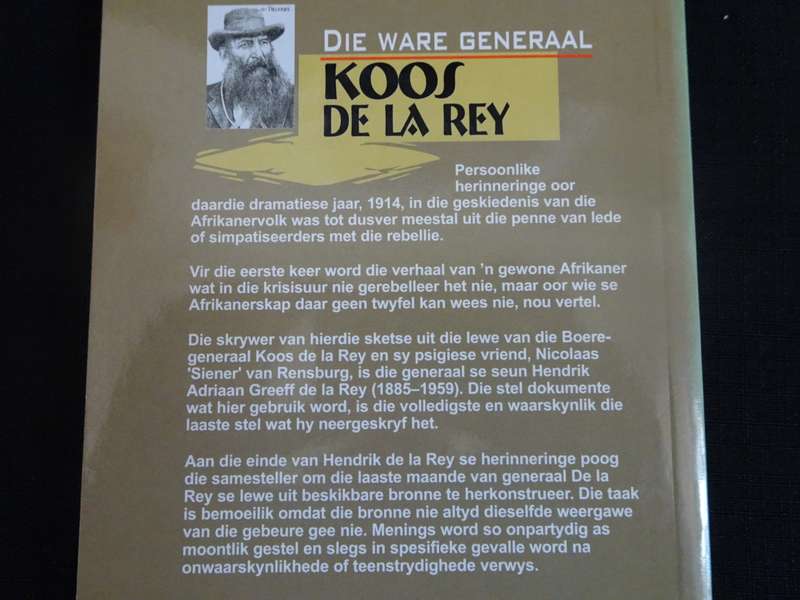 DIE WARE GENERAAL
KOOS
DE LA REY
Persoonlike
herinneringe oor
daardie dramatiese jaar, 1914, in die geskiedenis van die
Afrikanervolk was tot dusver meestal uit die penne van lede
of simpatiseerders met die rebellie.
Vir die eerste keer word die verhaal van 'n gewone Afrikaner
wat in die krisisuur nie gerebelleer het nie, maar oor wie se
Afrikanerskap daar geen twyfel kan wees nie, nou vertel.
Die skrywer van hierdie sketse uit die lewe van die Boere-
generaal Koos de la Rey en sy psigiese vriend, Nicolaas
'Siener' van Rensburg, is die generaal se seun Hendrik
Adriaan Greeff de la Rey (1885–1959). Die stel dokumente
wat hier gebruik word, is die volledigste en waarskynlik die
laaste stel wat hy neergeskryf het.
Aan die einde van Hendrik de la Rey se herinneringe poog
die samesteller om die laaste maande van generaal De la
Rey se lewe uit beskikbare bronne te herkonstrueer. Die taak
is bemoeilik omdat die bronne nie altyd dieselfde weergawe
van die gebeure gee nie. Menings word so onpartydig as
moontlik gestel en slegs in spesifieke gevalle word na
onwaarskynlikhede of teenstrydighede verwys.